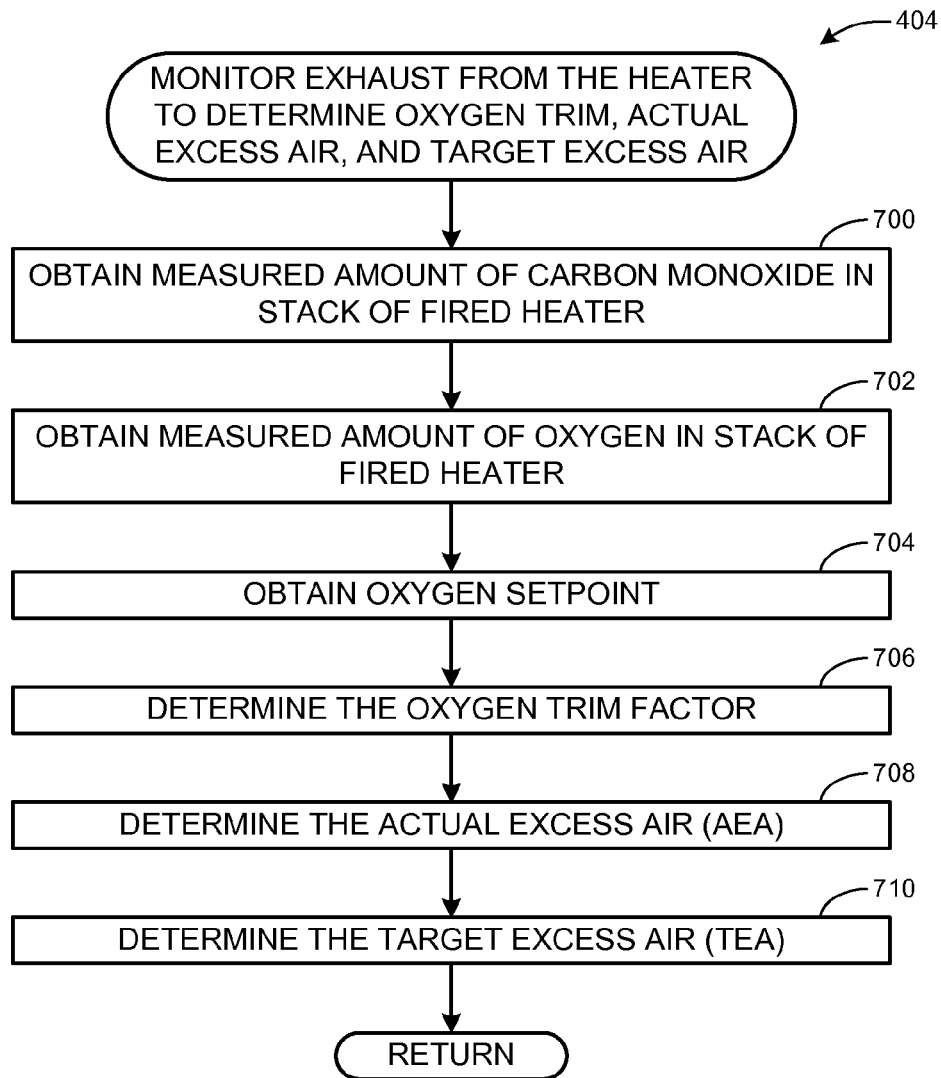 404
MONITOR EXHAUST FROM THE HEATER
TO DETERMINE OXYGEN TRIM, ACTUAL
EXCESS AIR, AND TARGET EXCESS AIR
700
OBTAIN MEASURED AMOUNT OF CARBON MONOXIDE IN
STACK OF FIRED HEATER
702
OBTAIN MEASURED AMOUNT OF OXYGEN IN STACK OF
FIRED HEATER
704
OBTAIN OXYGEN SETPOINT
706
DETERMINE THE OXYGEN TRIM FACTOR
708
DETERMINE THE ACTUAL EXCESS AIR (AEA)
710
DETERMINE THE TARGET EXCESS AIR (TEA)
RETURN